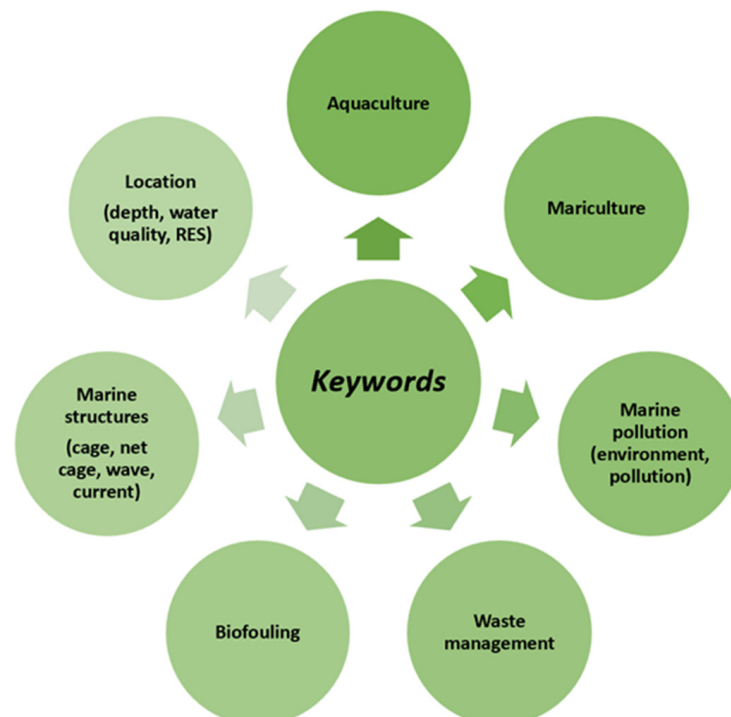 Aquaculture
Mariculture
Marine
pollution
(environment,
pollution)
Waste
management
Biofouling
Marine
structures
(cage, net
cage, wave,
current)
Location
(depth, water
quality, RES)
Keywords